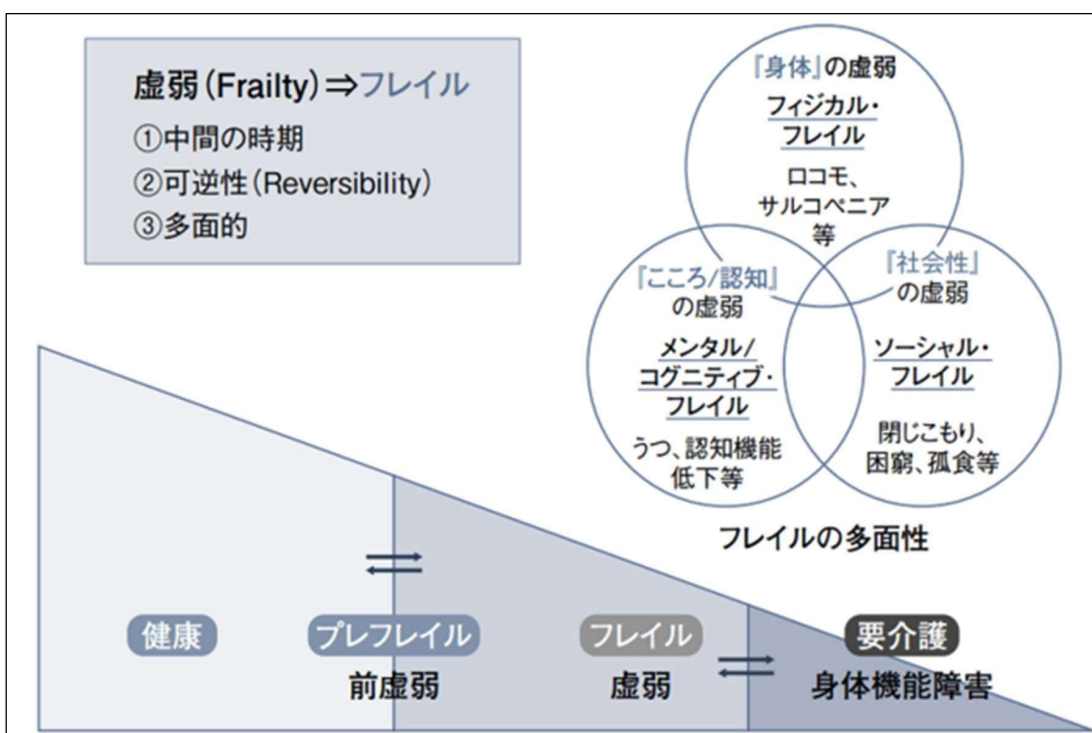 虚弱(Frailty)⇒フレイル
①中間の時期
②可逆性(Reversibility)
③多面的
『身体』の虚弱
フィジカル・
フレイル
ロコモ、
サルコペニア
等
『こころ/認知』
の虚弱
メンタル/
コグニティブ・
フレイル
うつ、認知機能
低下等
『社会性』
の虚弱
ソーシャル・
フレイル
閉じこもり、
困窮、孤食等
フレイルの多面性
健康
プレフレイル
前虚弱
フレイル
虚弱
要介護
身体機能障害